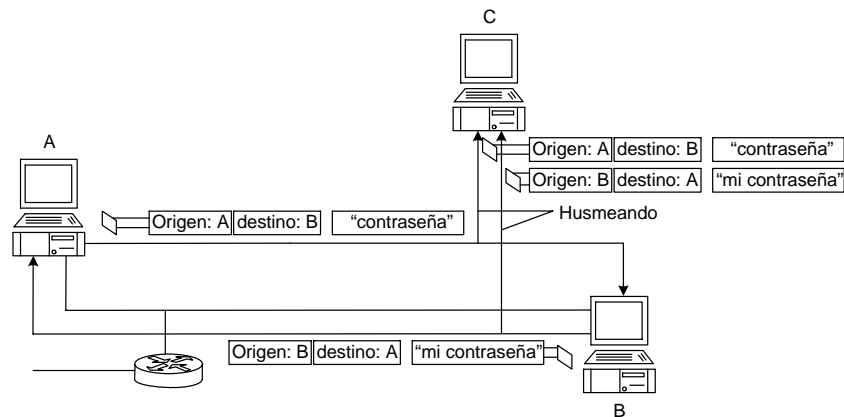 C
Origen: A destino: B “contraseña”
A
Origen: B destino: A “mi contraseña”
Origen: A destino: B “contraseña”
Husmeando
Origen: B destino: A “mi contraseña”
B